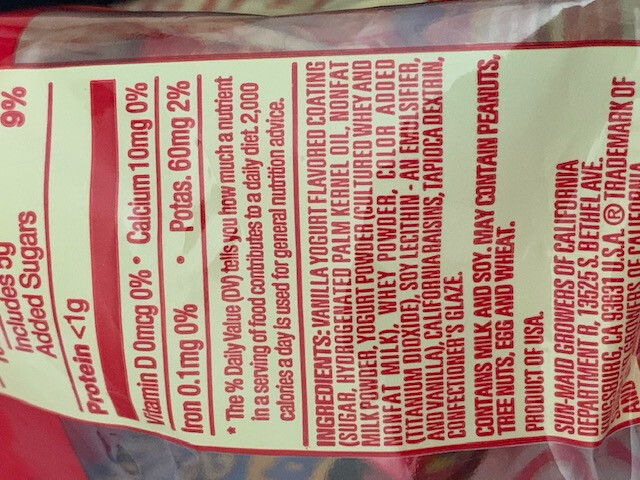 Includes 5g
Added Sugars 9%
Protein <1g
Vitamin D 0mcg 0% • Calcium 10mg 0%
Iron 0.1mg 0% • Potas. 60mg 2%
* The % Daily Value (DV) tells you how much a nutrient
in a serving of food contributes to a daily diet. 2,000
calories a day is used for general nutrition advice.
INGREDIENTS: VANILLA YOGURT FLAVORED COATING
(SUGAR, HYDROGENATED PALM KERNEL OIL, NONFAT
MILK POWDER, YOGURT POWDER (CULTURED WHEY AND
NONFAT MILK), WHEY POWDER, COLOR ADDED
(TITANIUM DIOXIDE), SOY LECITHIN - AN EMULSIFIER,
AND VANILLA), CALIFORNIA RAISINS, TAPIOCA DEXTRIN,
CONFECTIONER'S GLAZE.
CONTAINS MILK AND SOY. MAY CONTAIN PEANUTS,
TREE NUTS, EGG AND WHEAT.
PRODUCT OF USA.
SUN-MAID GROWERS OF CALIFORNIA
DEPARTMENT R, 13525 S. BETHEL AVE.
CA 93631 U.S.A. ® TRADEMARK OF